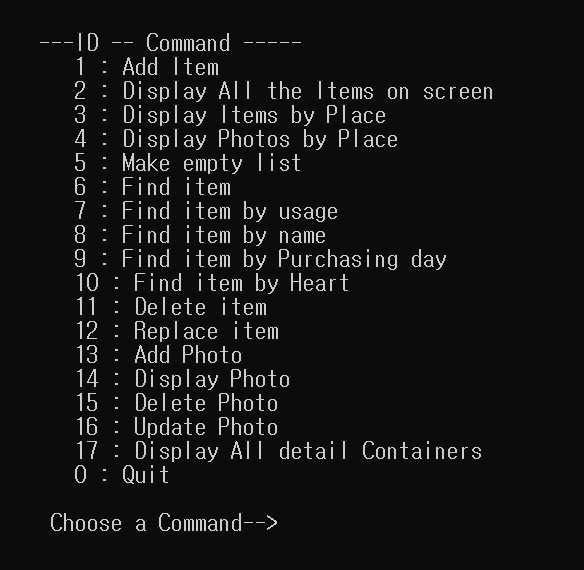 ---ID -- Command -----
1 : Add Item
2 : Display All the Items on screen
3 : Display Items by Place
4 : Display Photos by Place
5 : Make empty list
6 : Find item
7 : Find item by usage
8 : Find item by name
9 : Find item by Purchasing day
10 : Find item by Heart
11 : Delete item
12 : Replace item
13 : Add Photo
14 : Display Photo
15 : Delete Photo
16 : Update Photo
17 : Display All detail Containers
0 : Quit
Choose a Command-->